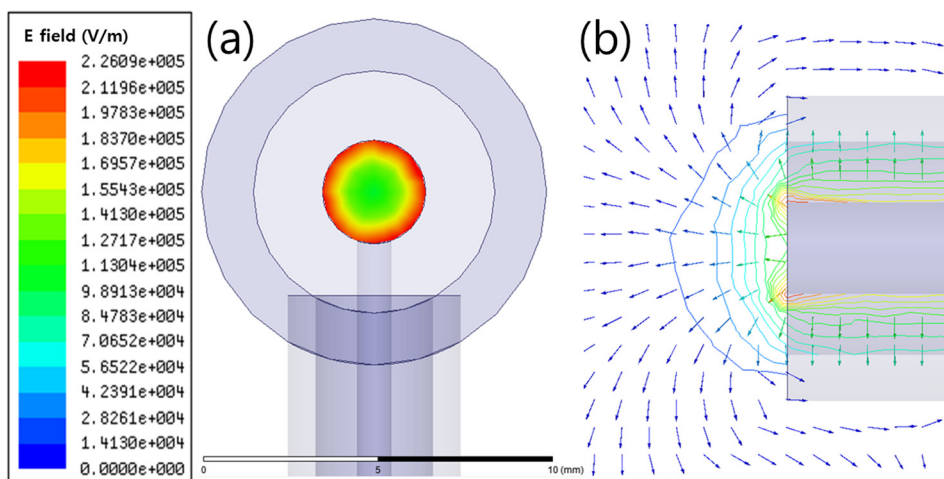 E field (V/m)
2.2609e+005
2.1196e+005
1.9783e+005
1.8370e+005
1.6957e+005
1.5543e+005
1.4130e+005
1.2717e+005
1.1304e+005
9.8913e+004
8.4783e+004
7.0652e+004
5.6522e+004
4.2391e+004
2.8261e+004
1.4130e+004
0.0000e+000
(a)
0 5 10 (mm)
(b)